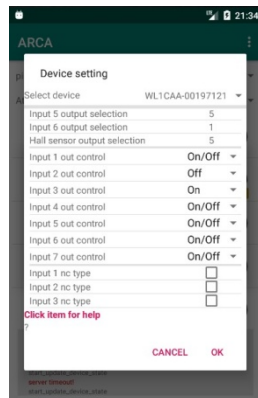 21:34
ARCA
Device setting
Select device WL1CAA-00197121
Input 5 output selection 5
Input 6 output selection 1
Hall sensor output selection 5
Input 1 out control On/Off
Input 2 out control Off
Input 3 out control On
Input 4 out control On/Off
Input 5 out control On/Off
Input 6 out control On/Off
Input 7 out control On/Off
Input 1 nc type
Input 2 nc type
Input 3 nc type
Click item for help
?
CANCEL OK
start_update_device_state
server timeout!
start_update_device_state